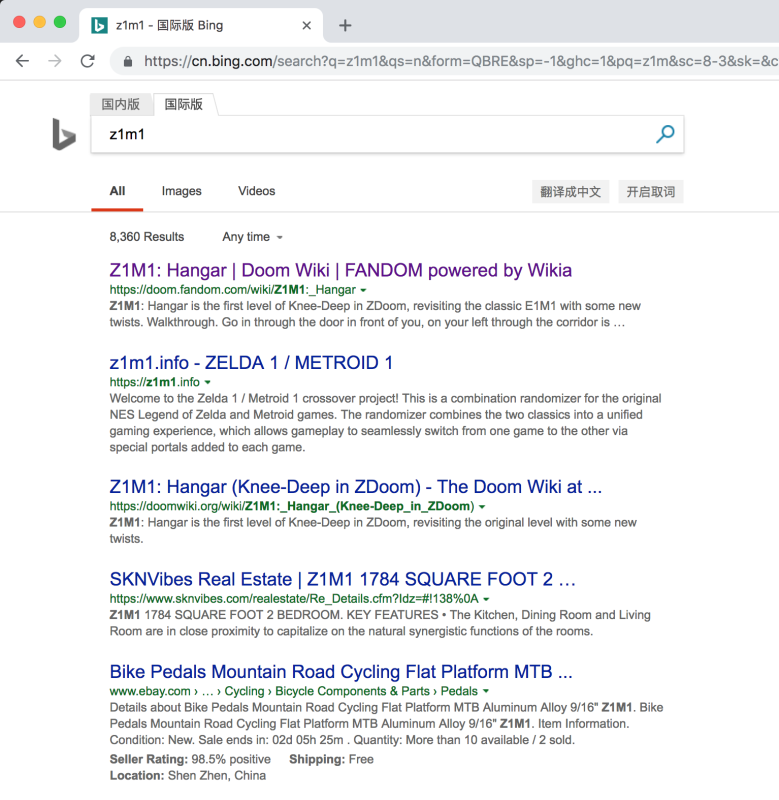 z1m1 - 国际版 Bing
https://cn.bing.com/search?q=z1m1&qs=n&form=QBRE&sp=-1&ghc=1&pq=z1m&sc=8-3&sk=&c
国内版 国际版
z1m1
All Images Videos 翻译成中文 开启取词
8,360 Results Any time
Z1M1: Hangar | Doom Wiki | FANDOM powered by Wikia
https://doom.fandom.com/wiki/Z1M1:_Hangar
Z1M1: Hangar is the first level of Knee-Deep in ZDoom, revisiting the classic E1M1 with some new
twists. Walkthrough. Go in through the door in front of you, on your left through the corridor is …
z1m1.info - ZELDA 1 / METROID 1
https://z1m1.info
Welcome to the Zelda 1 / Metroid 1 crossover project! This is a combination randomizer for the original
NES Legend of Zelda and Metroid games. The randomizer combines the two classics into a unified
gaming experience, which allows gameplay to seamlessly switch from one game to the other via
special portals added to each game.
Z1M1: Hangar (Knee-Deep in ZDoom) - The Doom Wiki at ...
https://doomwiki.org/wiki/Z1M1:_Hangar_(Knee-Deep_in_ZDoom)
Z1M1: Hangar is the first level of Knee-Deep in ZDoom, revisiting the original level with some new
twists.
SKNVibes Real Estate | Z1M1 1784 SQUARE FOOT 2 …
https://www.sknvibes.com/realestate/Re_Details.cfm?Idz=#!138%0A
Z1M1 1784 SQUARE FOOT 2 BEDROOM. KEY FEATURES • The Kitchen, Dining Room and Living
Room are in close proximity to capitalize on the natural synergistic functions of the rooms.
Bike Pedals Mountain Road Cycling Flat Platform MTB ...
www.ebay.com › … › Cycling › Bicycle Components & Parts › Pedals
Details about Bike Pedals Mountain Road Cycling Flat Platform MTB Aluminum Alloy 9/16" Z1M1. Bike
Pedals Mountain Road Cycling Flat Platform MTB Aluminum Alloy 9/16" Z1M1. Item Information.
Condition: New. Sale ends in: 02d 05h 25m . Quantity: More than 10 available / 2 sold.
Seller Rating: 98.5% positive Shipping: Free
Location: Shen Zhen, China